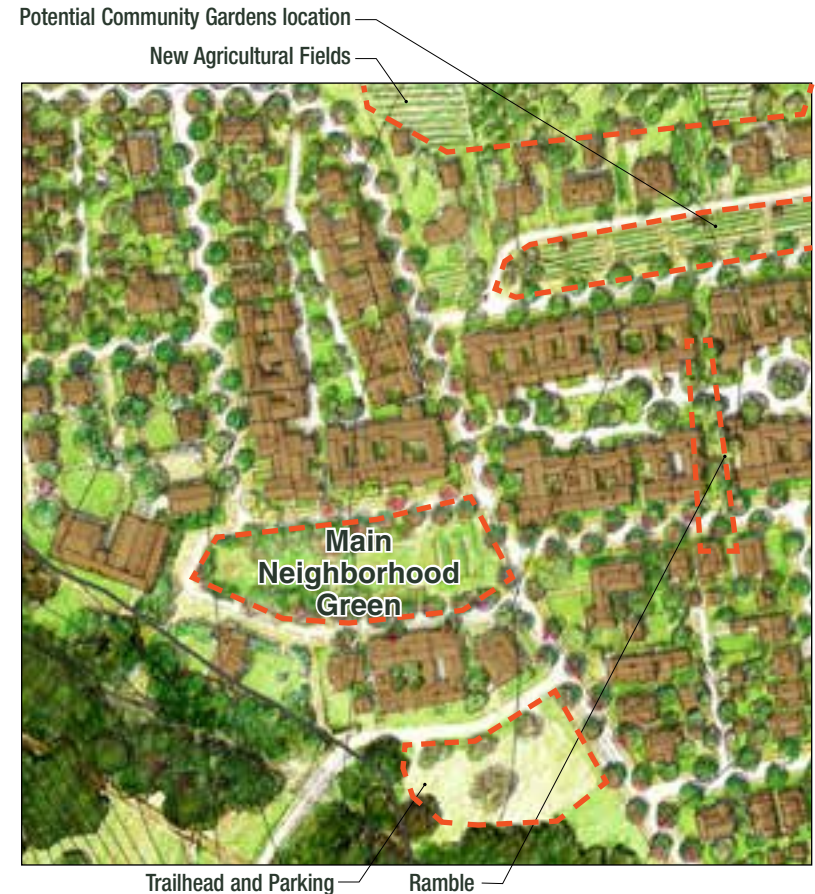 Potential Community Gardens location
New Agricultural Fields
Main
Neighborhood
Green
Trailhead and Parking
Ramble